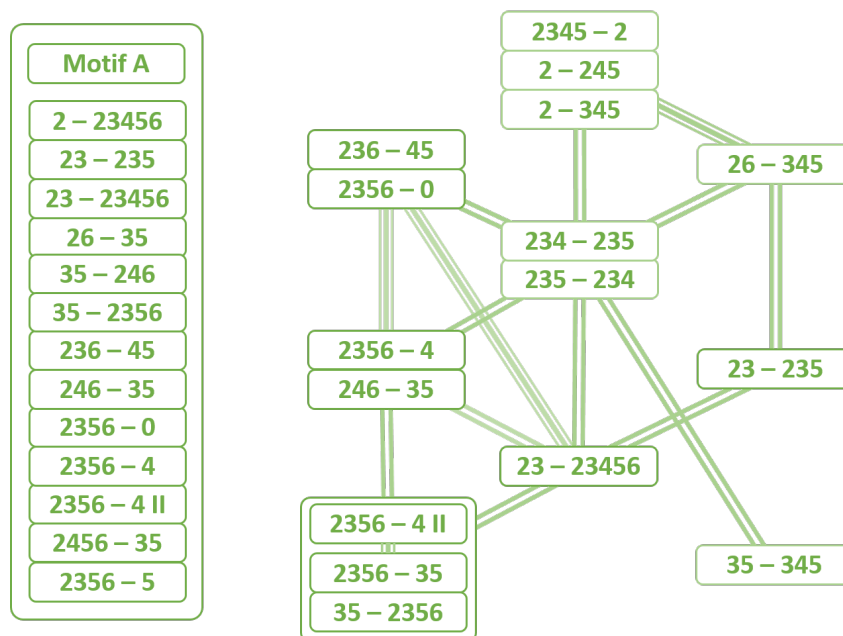 Motif A
2 – 23456
23 – 235
23 – 23456
26 – 35
35 – 246
35 – 2356
236 – 45
246 – 35
2356 – 0
2356 – 4
2356 – 4 II
2456 – 35
2356 – 5
2345 – 2
2 – 245
2 – 345
236 – 45
2356 – 0
26 – 345
234 – 235
235 – 234
2356 – 4
246 – 35
23 – 235
23 – 23456
2356 – 4 II
2356 – 35
35 – 2356
35 – 345